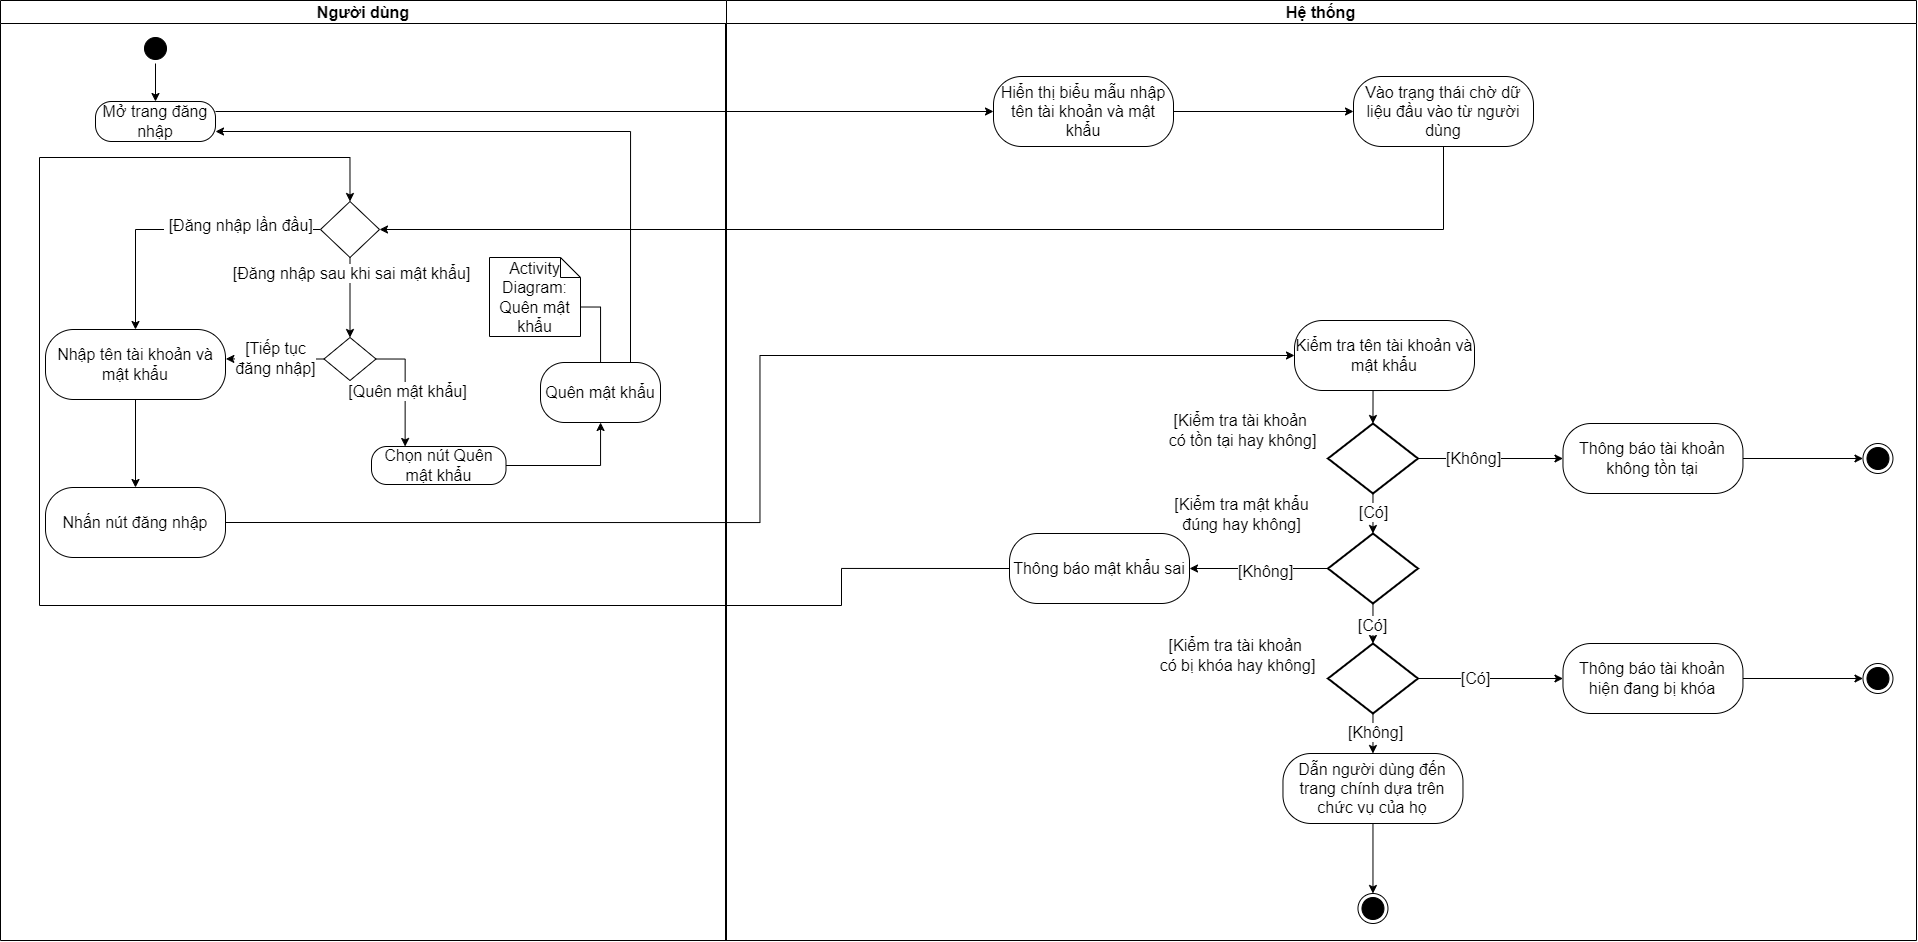 Người dùng
Hệ thống
Mở trang đăng
nhập
Hiển thị biểu mẫu nhập
tên tài khoản và mật
khẩu
Vào trạng thái chờ dữ
liệu đầu vào từ người
dùng
[Đăng nhập lần đầu]
[Đăng nhập sau khi sai mật khẩu]
Activity
Diagram:
Quên mật
khẩu
Nhập tên tài khoản và
mật khẩu
[Tiếp tục
đăng nhập]
[Quên mật khẩu]
Quên mật khẩu
Chọn nút Quên
mật khẩu
Nhấn nút đăng nhập
Kiểm tra tên tài khoản và
mật khẩu
[Kiểm tra tài khoản
có tồn tại hay không]
[Không]
Thông báo tài khoản
không tồn tại
[Có]
[Kiểm tra mật khẩu
đúng hay không]
Thông báo mật khẩu sai
[Không]
[Có]
[Kiểm tra tài khoản
có bị khóa hay không]
[Có]
Thông báo tài khoản
hiện đang bị khóa
[Không]
Dẫn người dùng đến
trang chính dựa trên
chức vụ của họ